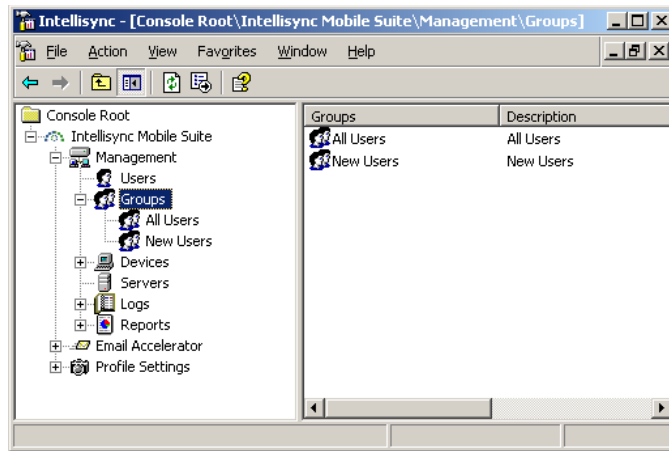 Intellisync - [Console Root\Intellisync Mobile Suite\Management\Groups]
File Action View Favorites Window Help
Console Root
Intellisync Mobile Suite
Management
Users
Groups
All Users
New Users
Devices
Servers
Logs
Reports
Email Accelerator
Profile Settings
Groups Description
All Users All Users
New Users New Users